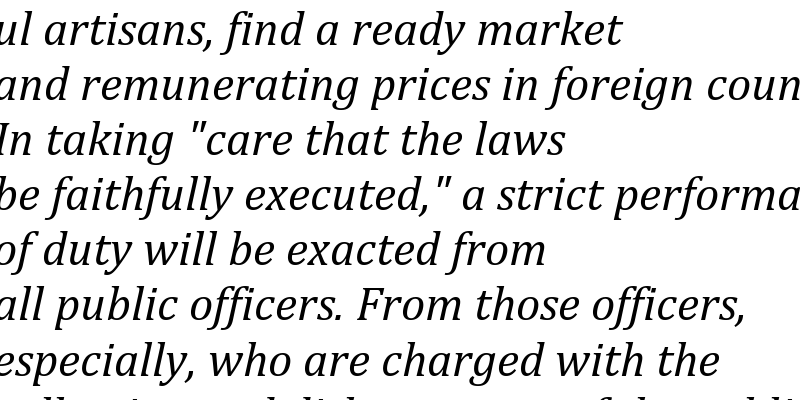 ul artisans, find a ready market
and remunerating prices in foreign coun
In taking "care that the laws
be faithfully executed," a strict performa
of duty will be exacted from
all public officers. From those officers,
especially, who are charged with the